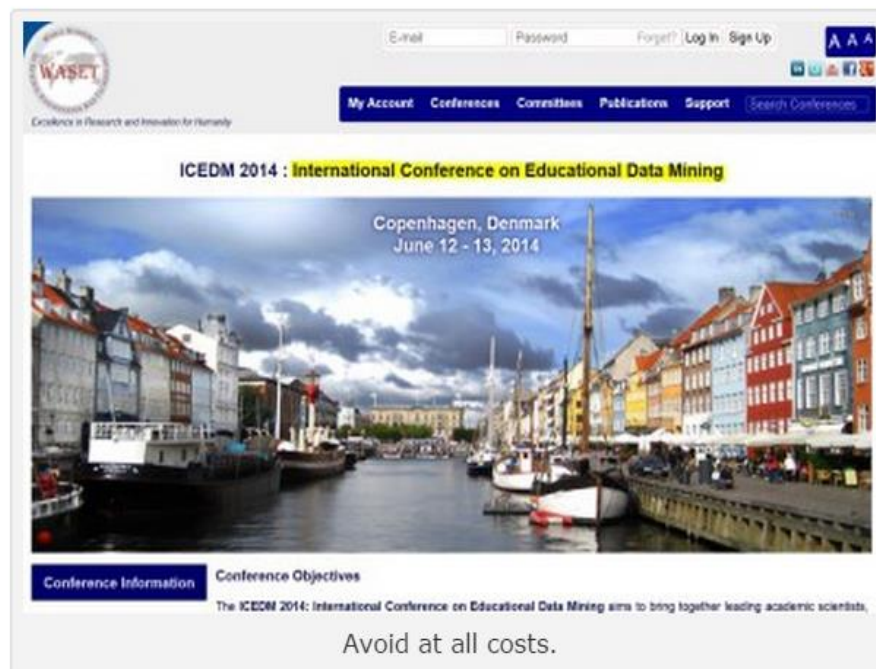 E-mail Password Forget? Log In Sign Up A A A
WASET
Excellence in Research and Innovation for Humanity
My Account Conferences Committees Publications Support Search Conferences
ICEDM 2014 : International Conference on Educational Data Mining
Copenhagen, Denmark
June 12 - 13, 2014
Conference Information
Conference Objectives
The ICEDM 2014: International Conference on Educational Data Mining aims to bring together leading academic scientists,
Avoid at all costs.